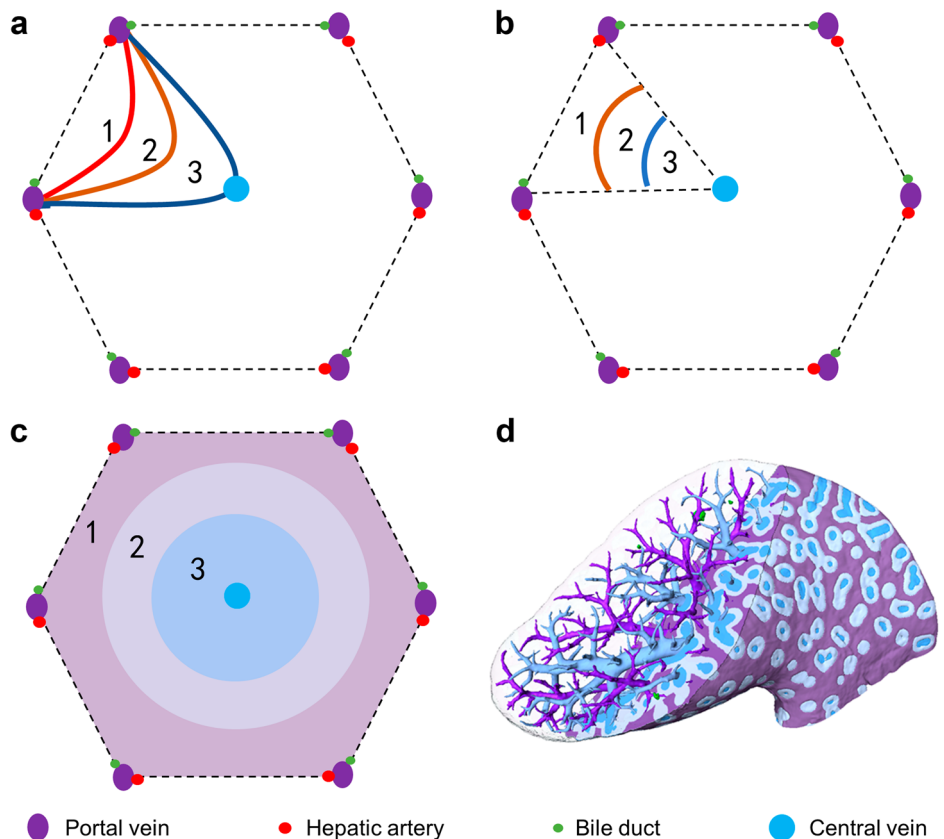 a
b
1
2
3
1
2
3
c
d
1
2
3
Portal vein
Hepatic artery
Bile duct
Central vein